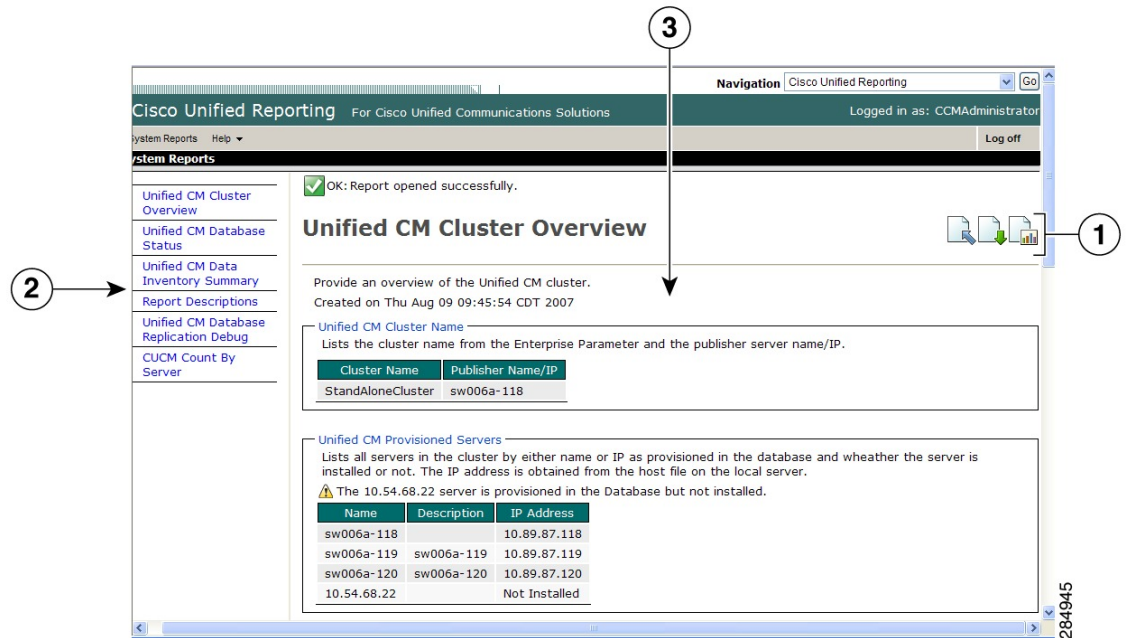 3
Navigation Cisco Unified Reporting Go
Cisco Unified Reporting For Cisco Unified Communications Solutions Logged in as: CCMAdministrator
System Reports Help Log off
ystem Reports
OK: Report opened successfully.
Unified CM Cluster Overview
1
2
Unified CM Cluster
Overview
Unified CM Database
Status
Unified CM Data
Inventory Summary
Report Descriptions
Unified CM Database
Replication Debug
CUCM Count By
Server
Provide an overview of the Unified CM cluster.
Created on Thu Aug 09 09:45:54 CDT 2007
Unified CM Cluster Name
Lists the cluster name from the Enterprise Parameter and the publisher server name/IP.
Cluster Name Publisher Name/IP
StandAloneCluster sw006a-118
Unified CM Provisioned Servers
Lists all servers in the cluster by either name or IP as provisioned in the database and wheather the server is
installed or not. The IP address is obtained from the host file on the local server.
The 10.54.68.22 server is provisioned in the Database but not installed.
Name Description IP Address
sw006a-118 10.89.87.118
sw006a-119 sw006a-119 10.89.87.119
sw006a-120 sw006a-120 10.89.87.120
10.54.68.22 Not Installed
284945